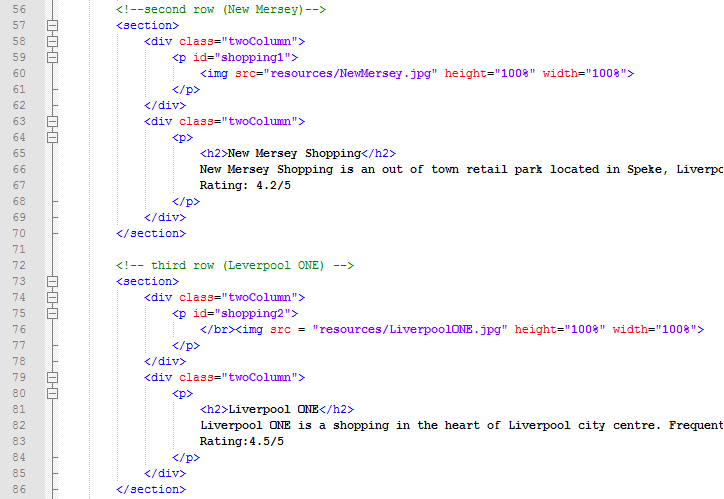 56 <!--second row (New Mersey)-->
57 <section>
58 <div class="twoColumn">
59 <p id="shopping1">
60 <img src="resources/NewMersey.jpg" height="100%" width="100%">
61 </p>
62 </div>
63 <div class="twoColumn">
64 <p>
65 <h2>New Mersey Shopping</h2>
66 New Mersey Shopping is an out of town retail park located in Speke, Liverpo
67 Rating: 4.2/5
68 </p>
69 </div>
70 </section>
71
72 <!-- third row (Leverpool ONE) -->
73 <section>
74 <div class="twoColumn">
75 <p id="shopping2">
76 </br><img src = "resources/LiverpoolONE.jpg" height="100%" width="100%">
77 </p>
78 </div>
79 <div class="twoColumn">
80 <p>
81 <h2>Liverpool ONE</h2>
82 Liverpool ONE is a shopping in the heart of Liverpool city centre. Frequent
83 Rating:4.5/5
84 </p>
85 </div>
86 </section>